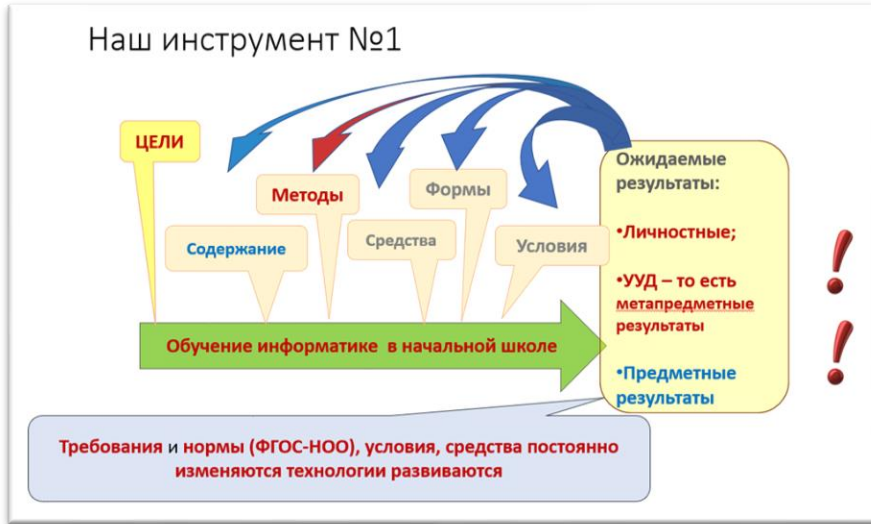 Наш инструмент №1
ЦЕЛИ
Методы
Формы
Содержание
Средства
Условия
Ожидаемые
результаты:
•Личностные;
•УУД – то есть
метапредметные
результаты
•Предметные
результаты
Обучение информатике в начальной школе
Требования и нормы (ФГОС-НОО), условия, средства постоянно
изменяются технологии развиваются
!
!